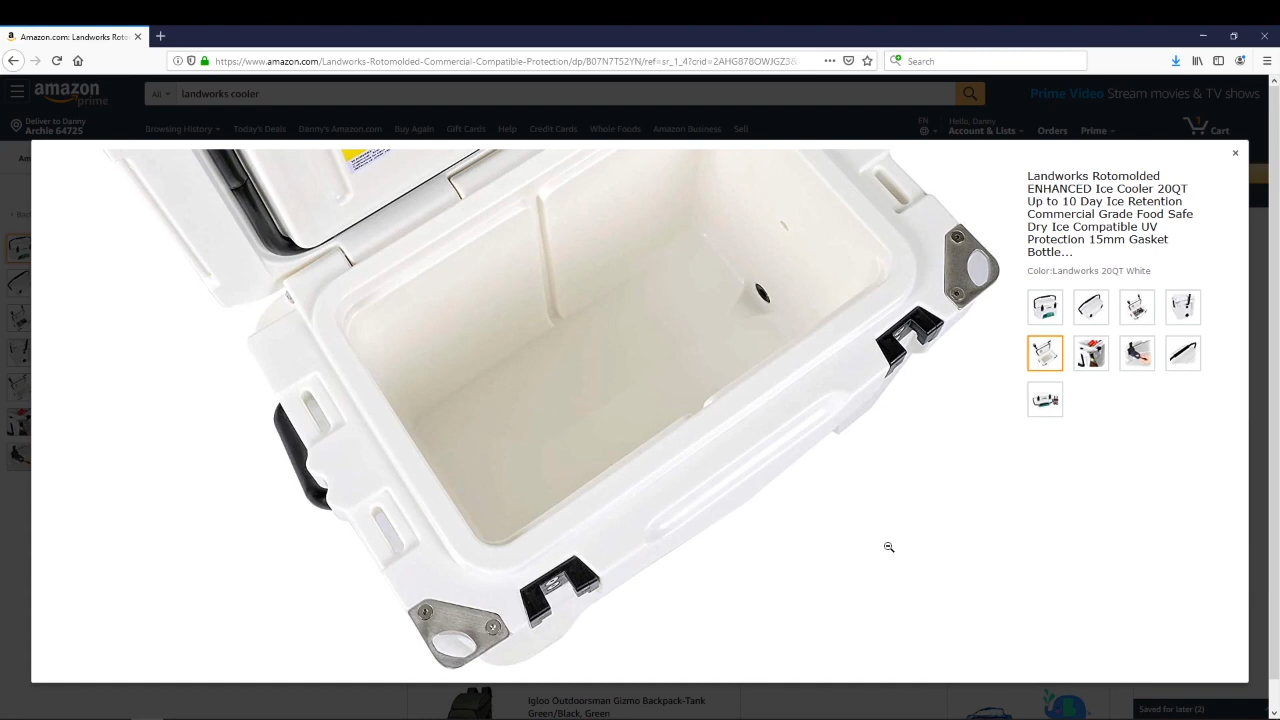 Amazon.com: Landworks Roto
https://www.amazon.com/Landworks-Rotomolded-Commercial-Compatible-Protection/dp/B07N7T52YN/ref=sr_1_4?crid=2AHG878OWJGZ3&
Search
amazon
prime
All
landworks cooler
Prime Video Stream movies & TV shows
Deliver to Danny
Archie 64725
Browsing History
Today's Deals
Danny's Amazon.com
Buy Again
Gift Cards
Help
Credit Cards
Whole Foods
Amazon Business
Sell
EN
Hello, Danny
Account & Lists
Orders
Prime
1
Cart
Am
‹ Back
Landworks Rotomolded
ENHANCED Ice Cooler 20QT
Up to 10 Day Ice Retention
Commercial Grade Food Safe
Dry Ice Compatible UV
Protection 15mm Gasket
Bottle...
Color:Landworks 20QT White
Igloo Outdoorsman Gizmo Backpack-Tank
Green/Black, Green
Saved for later (2)